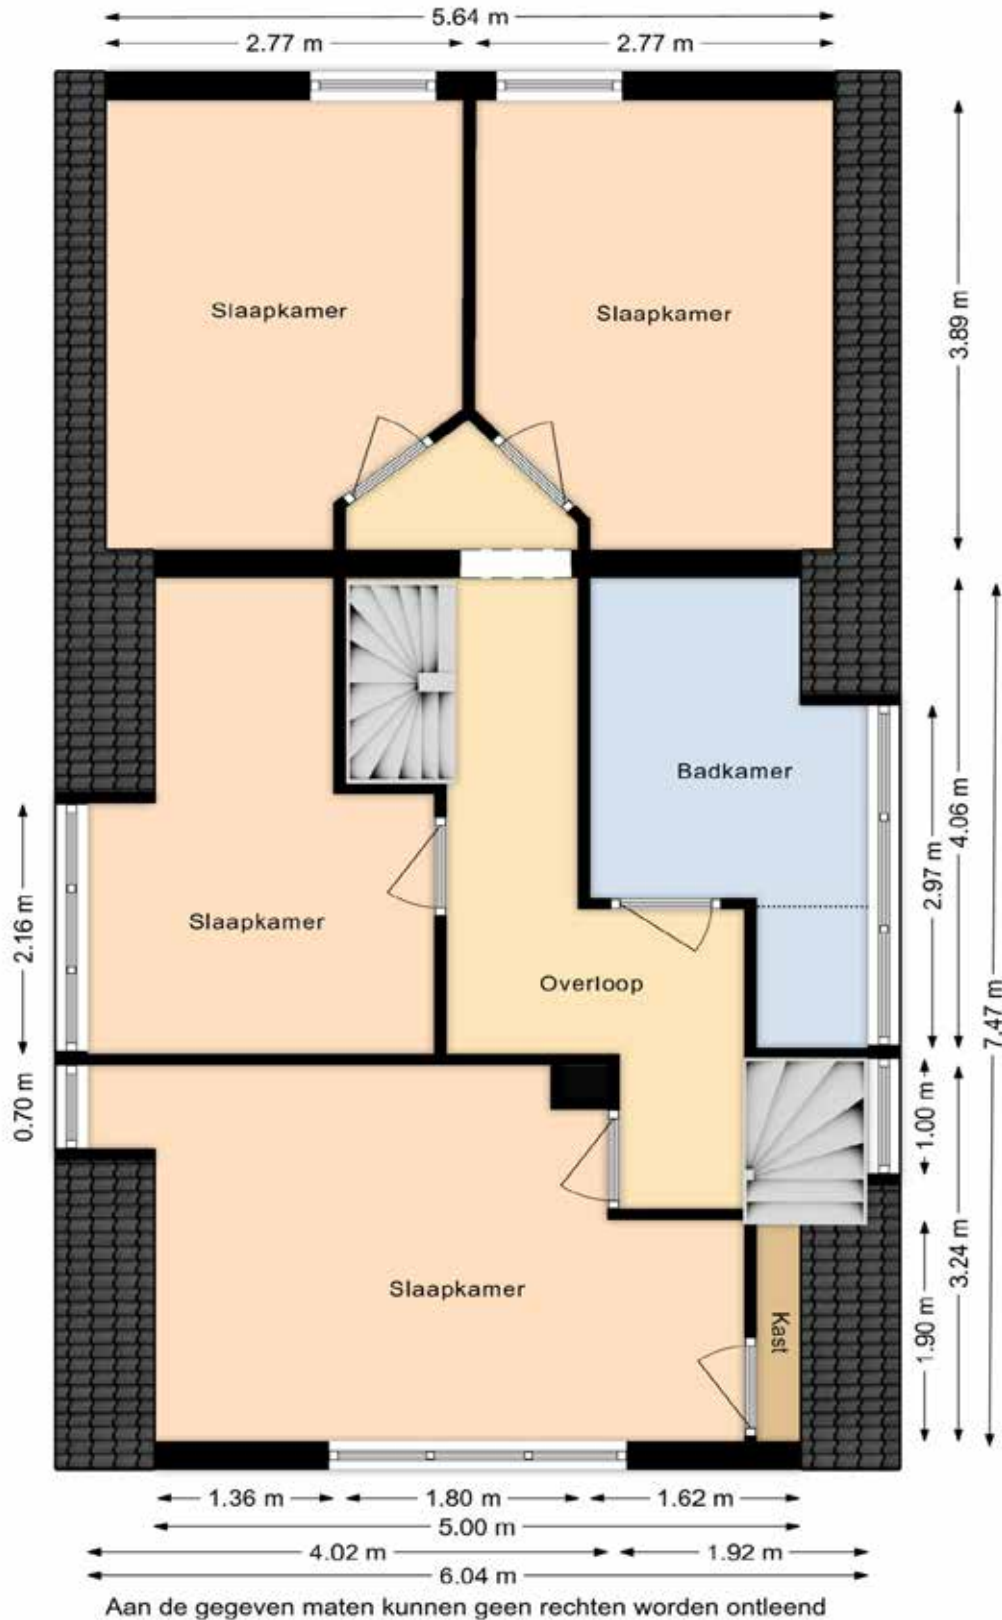 5.64 m
2.77 m
2.77 m
3.89 m
Slaapkamer
Slaapkamer
Badkamer
4.06 m
2.97 m
7.47 m
2.16 m
Slaapkamer
Overloop
0.70 m
1.00 m
3.24 m
1.90 m
Slaapkamer
Kast
1.36 m
1.80 m
1.62 m
5.00 m
4.02 m
1.92 m
6.04 m
Aan de gegeven maten kunnen geen rechten worden ontleend